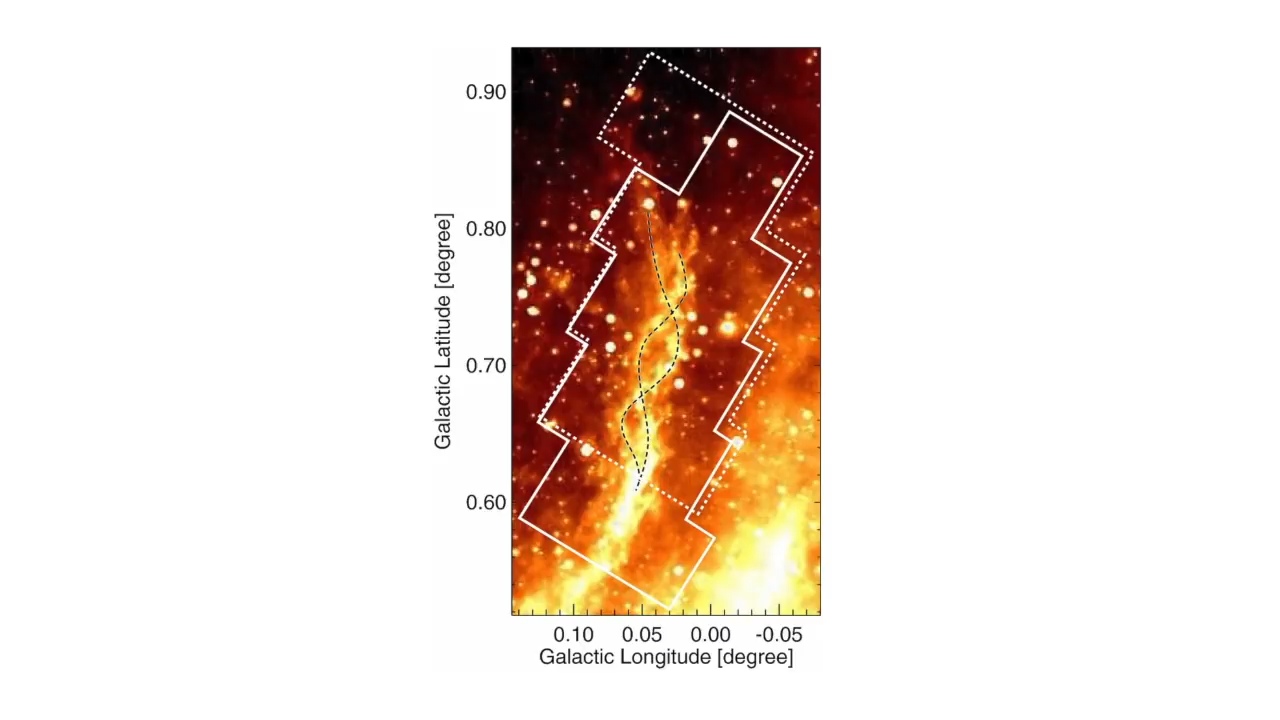 0.90
0.80
0.70
0.60
Galactic Latitude [degree]
0.10 0.05 0.00 -0.05
Galactic Longitude [degree]